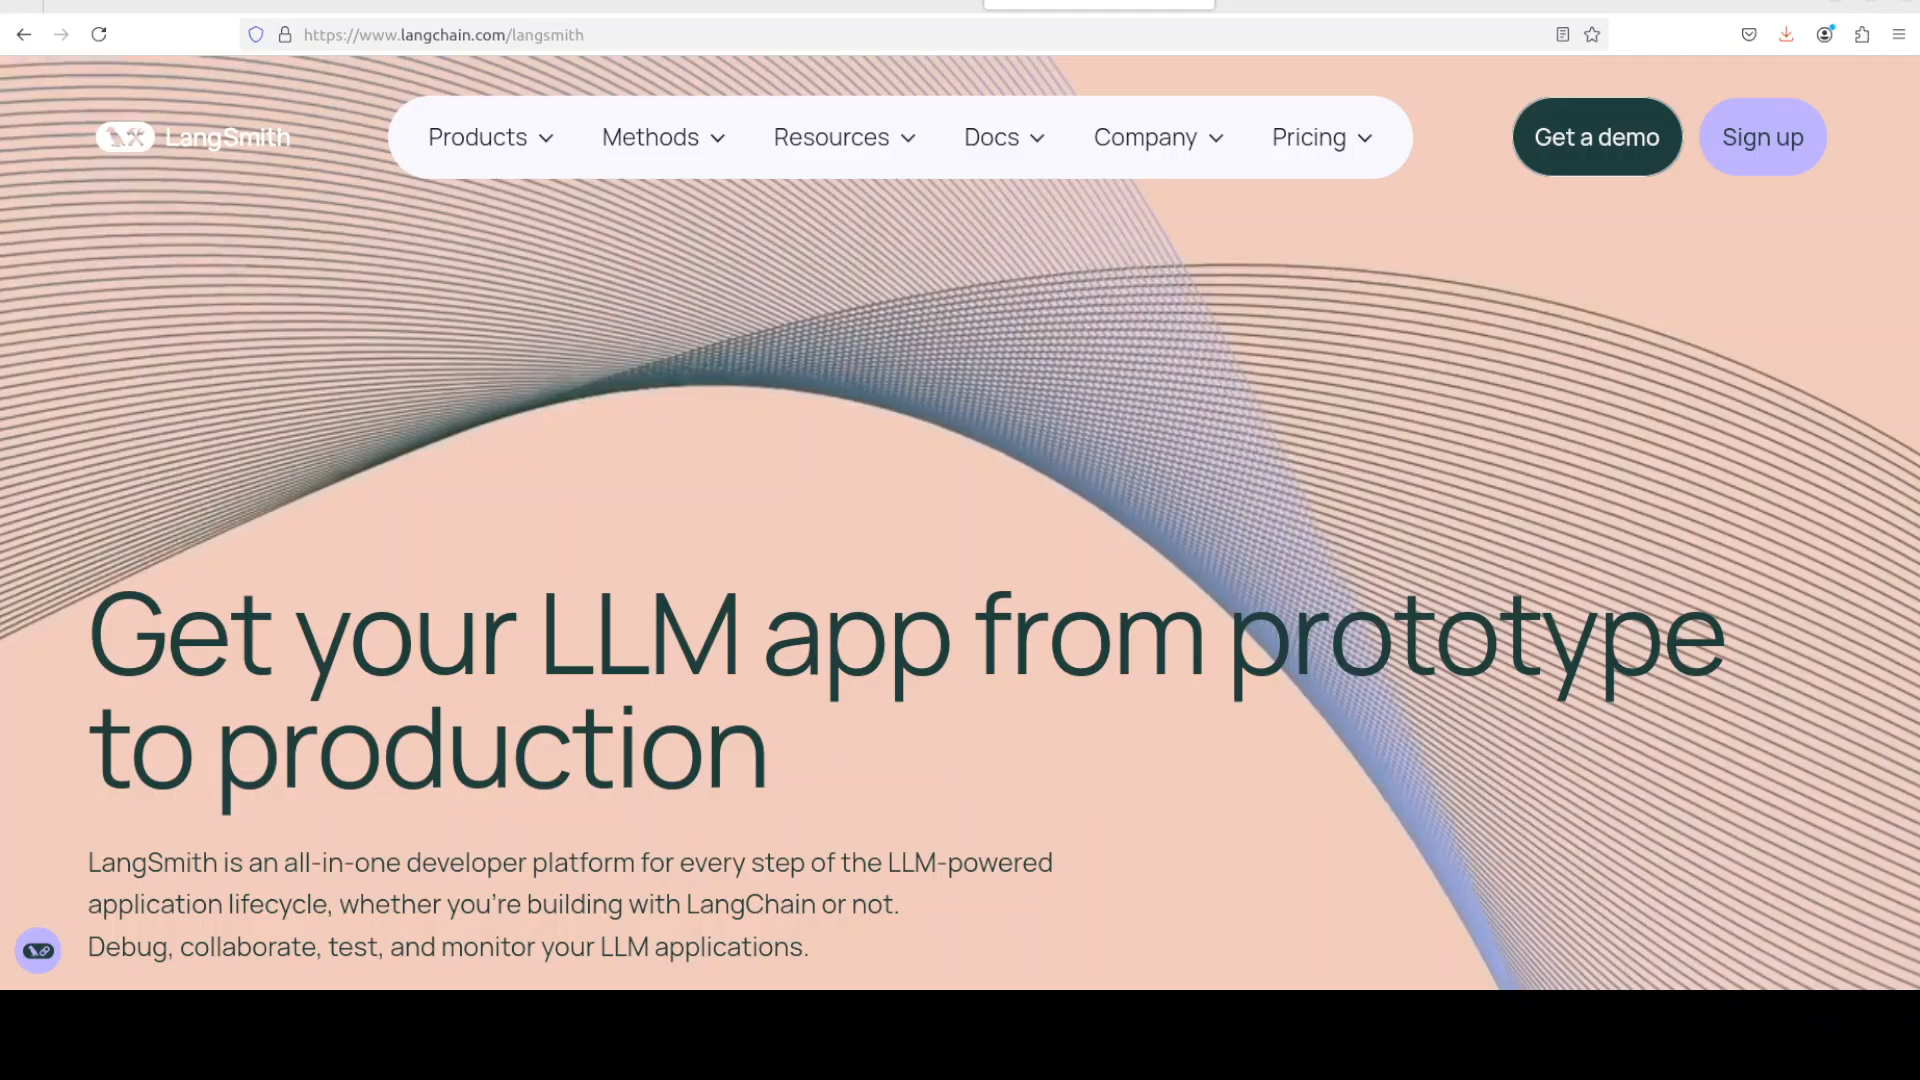 https://www.langchain.com/langsmith
LangSmith
Products
Methods
Resources
Docs
Company
Pricing
Get a demo
Sign up
Get your LLM app from prototype
to production
LangSmith is an all-in-one developer platform for every step of the LLM-powered
application lifecycle, whether you’re building with LangChain or not.
Debug, collaborate, test, and monitor your LLM applications.